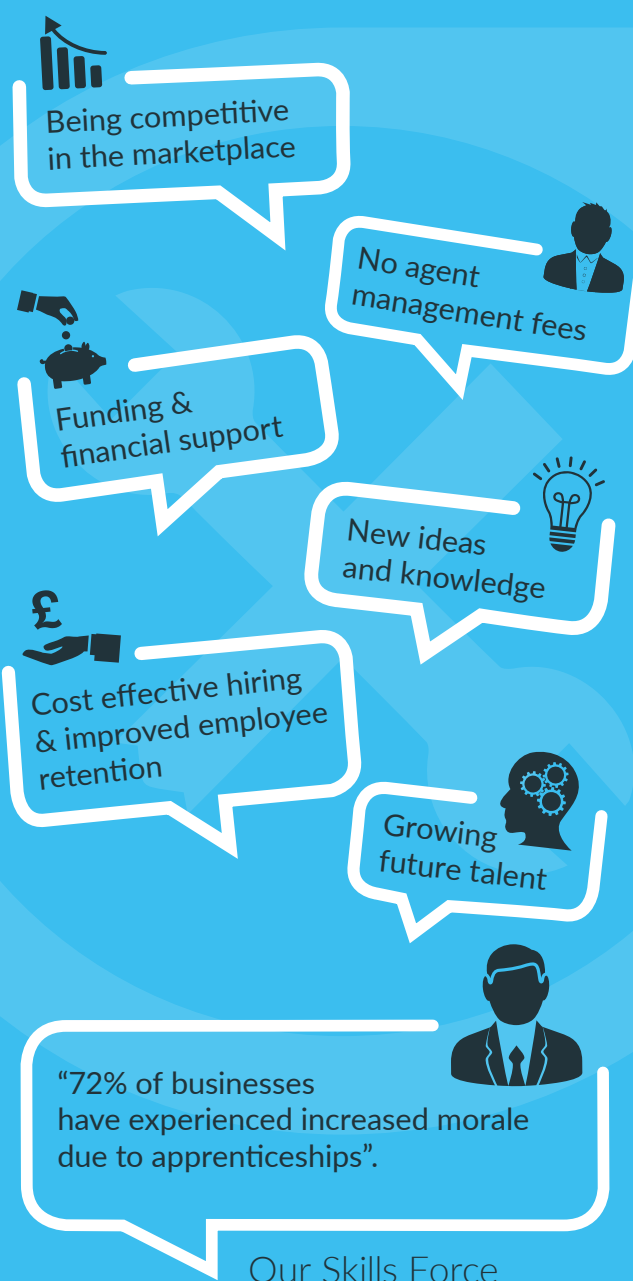 Being competitive
in the marketplace
No agent
management fees
Funding &
financial support
New ideas
and knowledge
£
Cost effective hiring
& improved employee
retention
Growing
future talent
“72% of businesses
have experienced increased morale
due to apprenticeships”.
Our Skills Force